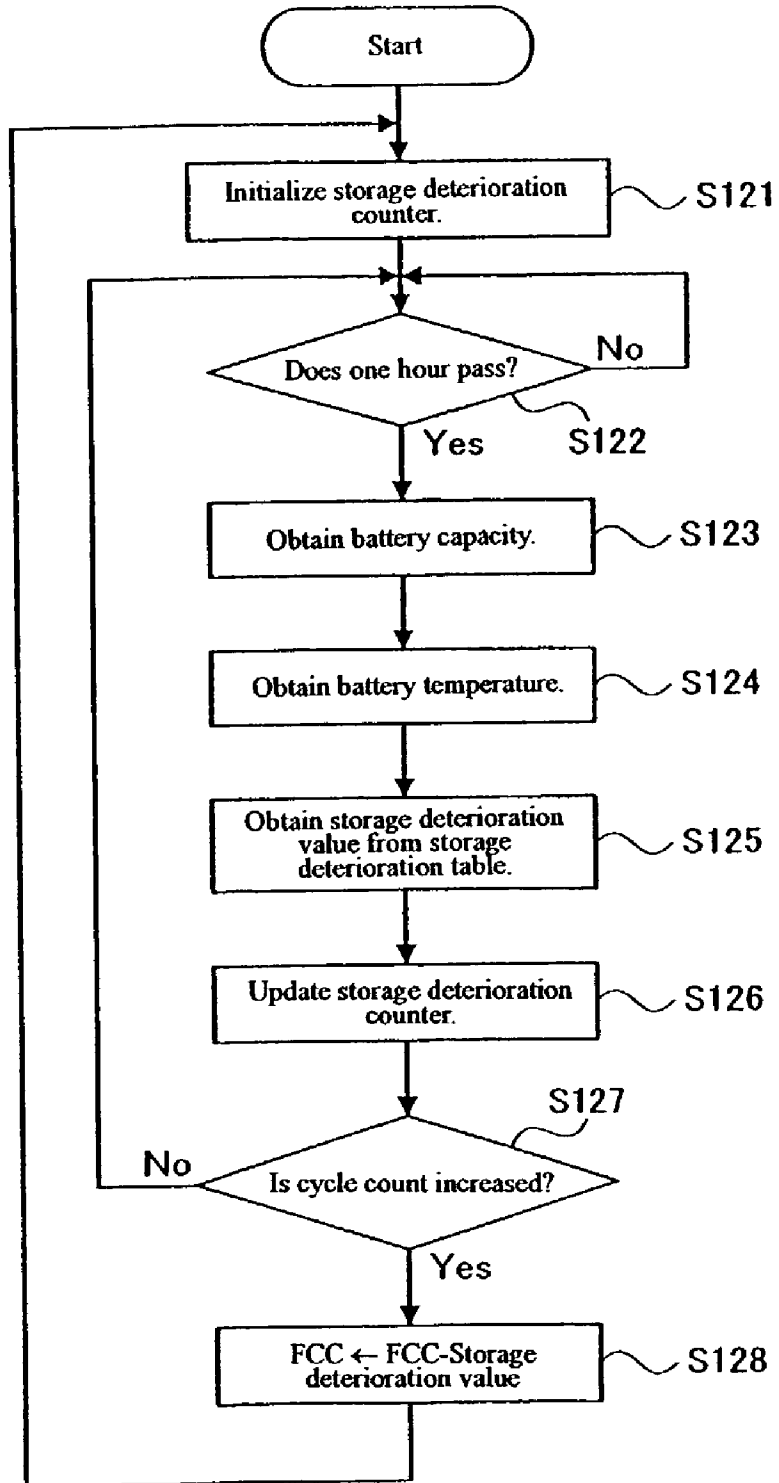 Start
Initialize storage deterioration
counter.
S121
Does one hour pass?
No
S122
Yes
Obtain battery capacity.
S123
Obtain battery temperature.
S124
Obtain storage deterioration
value from storage
deterioration table.
S125
Update storage deterioration
counter.
S126
S127
No
Is cycle count increased?
Yes
FCC ← FCC-Storage
deterioration value
S128